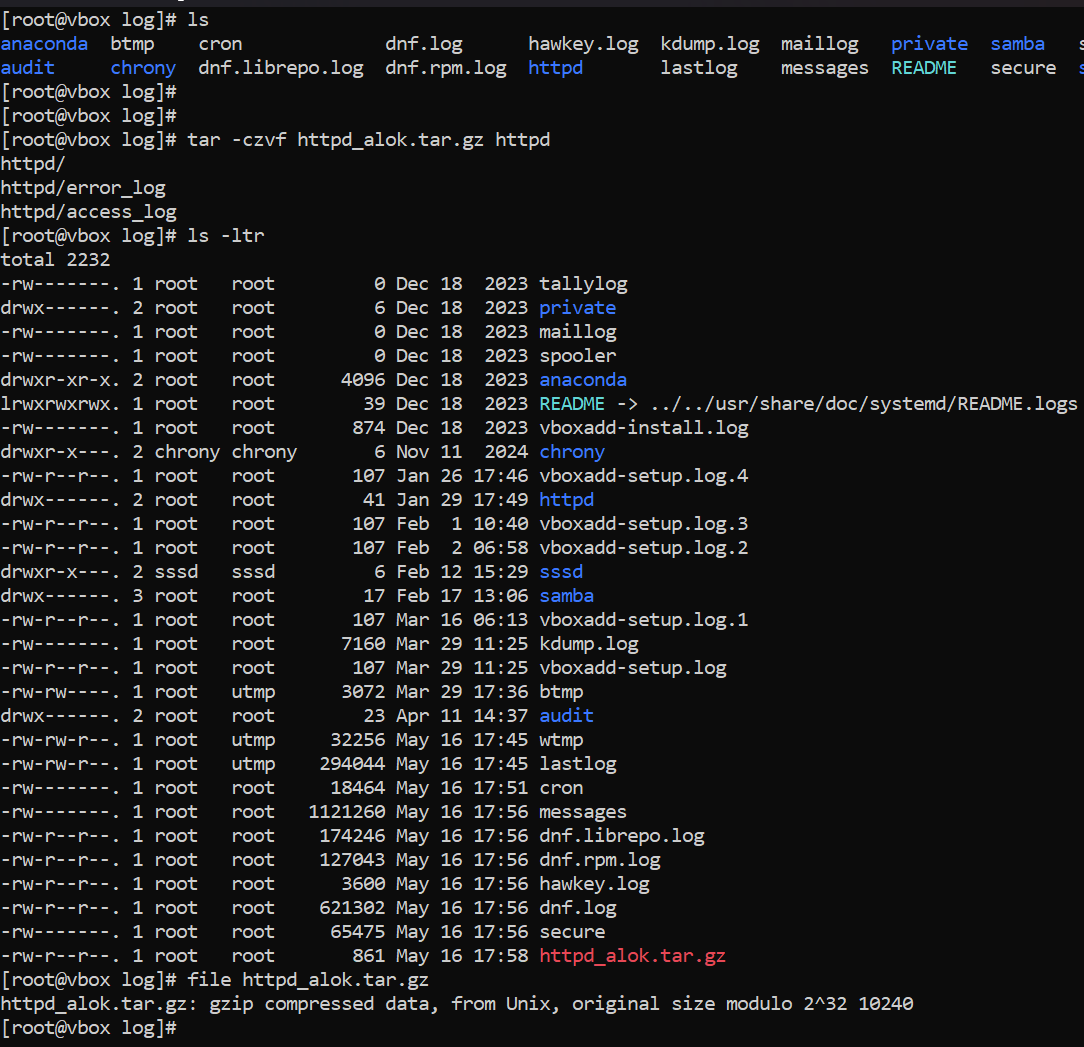 [root@vbox log]# ls
anaconda  btmp    cron             dnf.log      hawkey.log  kdump.log  maillog   private  samba
audit     chrony  dnf.librepo.log  dnf.rpm.log  httpd       lastlog    messages  README   secure
[root@vbox log]#
[root@vbox log]#
[root@vbox log]# tar -czvf httpd_alok.tar.gz httpd
httpd/
httpd/error_log
httpd/access_log
[root@vbox log]# ls -ltr
total 2232
-rw-------. 1 root   root         0 Dec 18  2023 tallylog
drwx------. 2 root   root         6 Dec 18  2023 private
-rw-------. 1 root   root         0 Dec 18  2023 maillog
-rw-------. 1 root   root         0 Dec 18  2023 spooler
drwxr-xr-x. 2 root   root      4096 Dec 18  2023 anaconda
lrwxrwxrwx. 1 root   root        39 Dec 18  2023 README -> ../../usr/share/doc/systemd/README.logs
-rw-------. 1 root   root       874 Dec 18  2023 vboxadd-install.log
drwxr-x---. 2 chrony chrony       6 Nov 11  2024 chrony
-rw-r--r--. 1 root   root       107 Jan 26 17:46 vboxadd-setup.log.4
drwx------. 2 root   root        41 Jan 29 17:49 httpd
-rw-r--r--. 1 root   root       107 Feb  1 10:40 vboxadd-setup.log.3
-rw-r--r--. 1 root   root       107 Feb  2 06:58 vboxadd-setup.log.2
drwxr-x---. 2 sssd   sssd         6 Feb 12 15:29 sssd
drwx------. 3 root   root        17 Feb 17 13:06 samba
-rw-r--r--. 1 root   root       107 Mar 16 06:13 vboxadd-setup.log.1
-rw-------. 1 root   root      7160 Mar 29 11:25 kdump.log
-rw-r--r--. 1 root   root       107 Mar 29 11:25 vboxadd-setup.log
-rw-rw----. 1 root   utmp      3072 Mar 29 17:36 btmp
drwx------. 2 root   root        23 Apr 11 14:37 audit
-rw-rw-r--. 1 root   utmp     32256 May 16 17:45 wtmp
-rw-rw-r--. 1 root   utmp    294044 May 16 17:45 lastlog
-rw-------. 1 root   root     18464 May 16 17:51 cron
-rw-------. 1 root   root   1121260 May 16 17:56 messages
-rw-r--r--. 1 root   root    174246 May 16 17:56 dnf.librepo.log
-rw-r--r--. 1 root   root    127043 May 16 17:56 dnf.rpm.log
-rw-r--r--. 1 root   root      3600 May 16 17:56 hawkey.log
-rw-r--r--. 1 root   root    621302 May 16 17:56 dnf.log
-rw-------. 1 root   root     65475 May 16 17:56 secure
-rw-r--r--. 1 root   root       861 May 16 17:58 httpd_alok.tar.gz
[root@vbox log]# file httpd_alok.tar.gz
httpd_alok.tar.gz: gzip compressed data, from Unix, original size modulo 2^32 10240
[root@vbox log]#